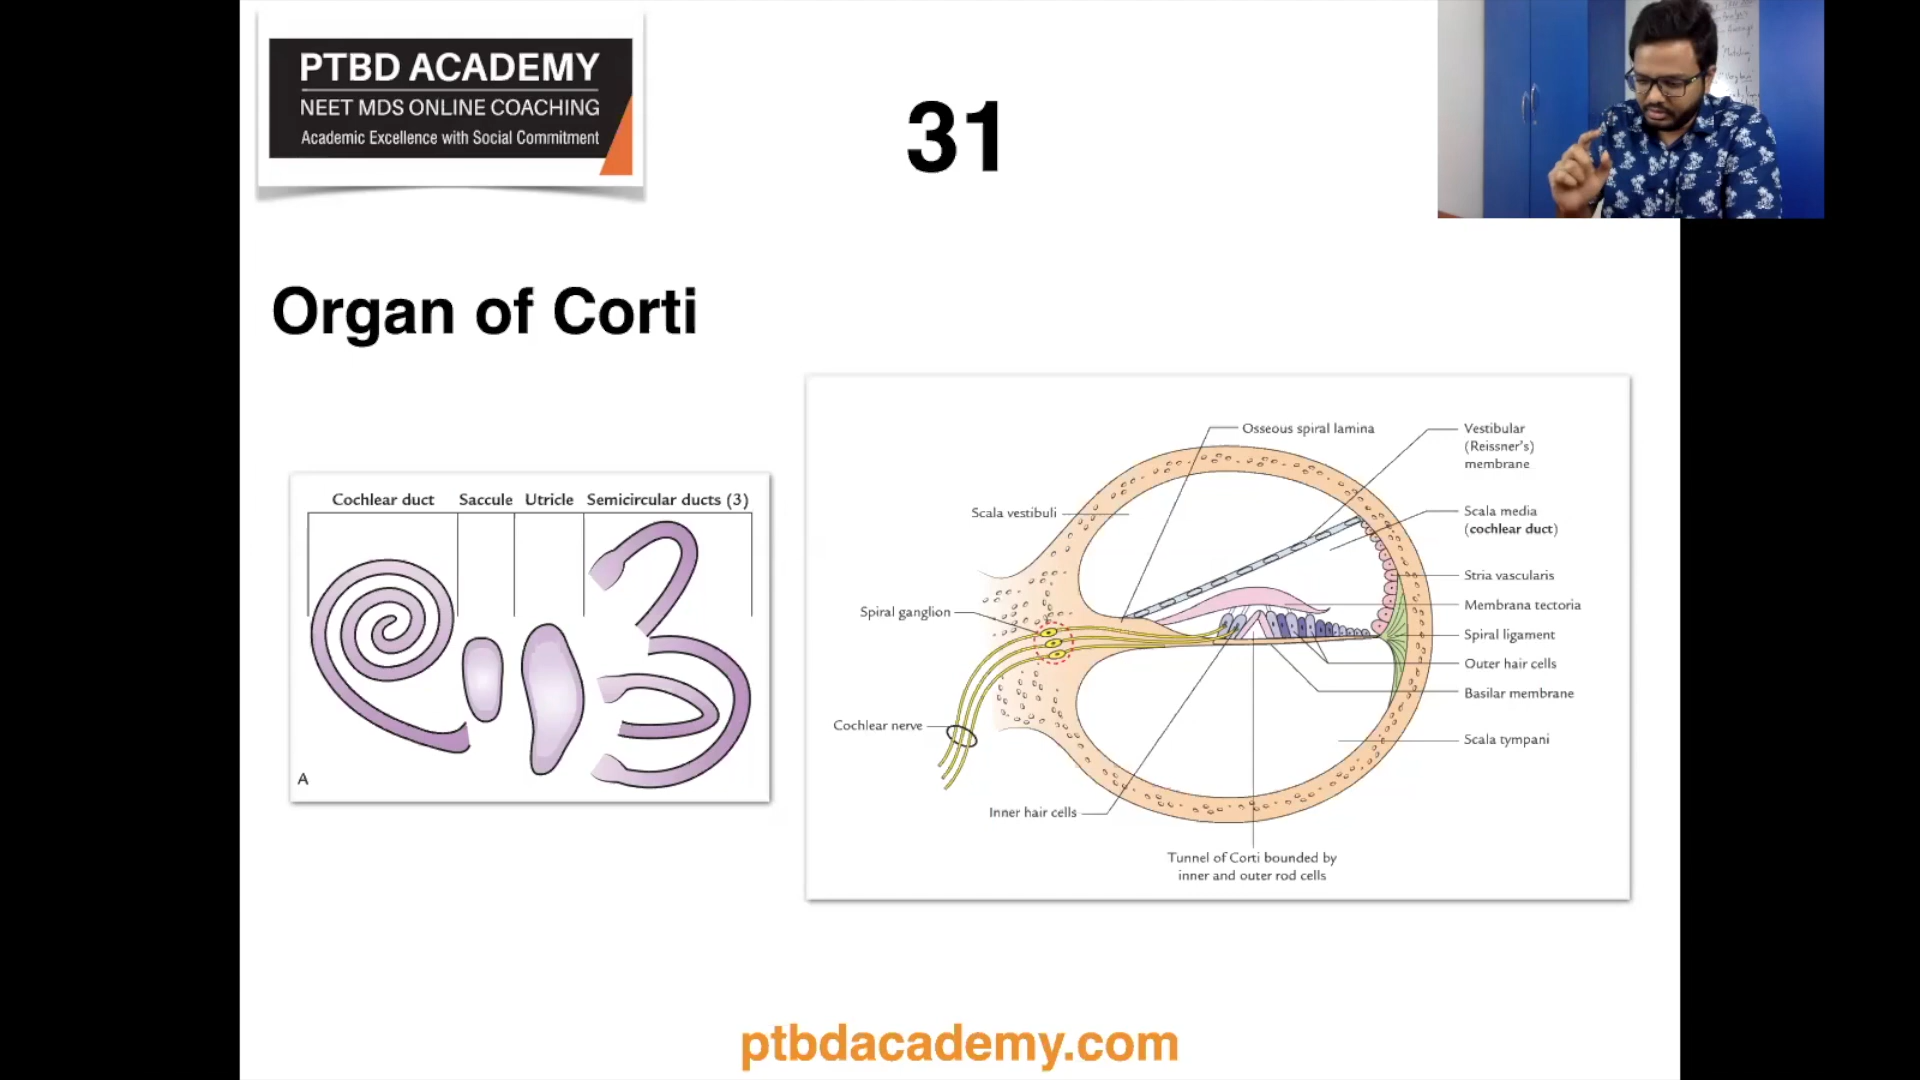 PTBD ACADEMY
NEET MDS ONLINE COACHING
Academic Excellence with Social Commitment
31
Organ of Corti
Cochlear duct Saccule Utricle Semicircular ducts (3)
A
Osseous spiral lamina
Vestibular
(Reissner's)
membrane
Scala vestibuli
Scala media
(cochlear duct)
Stria vascularis
Membrana tectoria
Spiral ganglion
Spiral ligament
Outer hair cells
Basilar membrane
Cochlear nerve
Scala tympani
Inner hair cells
Tunnel of Corti bounded by
inner and outer rod cells
ptbdacademy.com